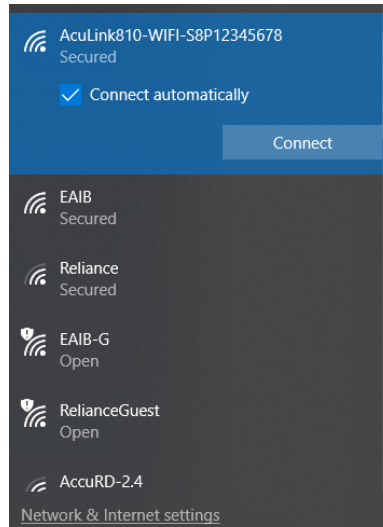 AcuLink810-WIFI-S8P12345678
Secured
Connect automatically
Connect
EAIB
Secured
Reliance
Secured
EAIB-G
Open
RelianceGuest
Open
AccuRD-2.4
Network & Internet settings